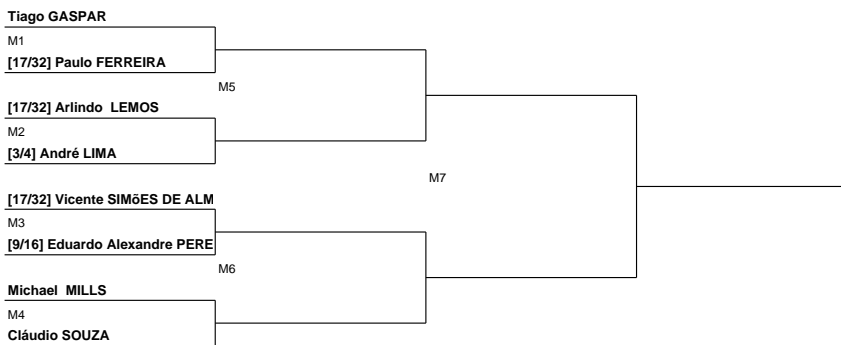 Tiago GASPAR
M1
[17/32] Paulo FERREIRA
M5
[17/32] Arlindo LEMOS
M2
[3/4] André LIMA
M7
[17/32] Vicente SIMõES DE ALM
M3
[9/16] Eduardo Alexandre PERE
M6
Michael MILLS
M4
Cláudio SOUZA